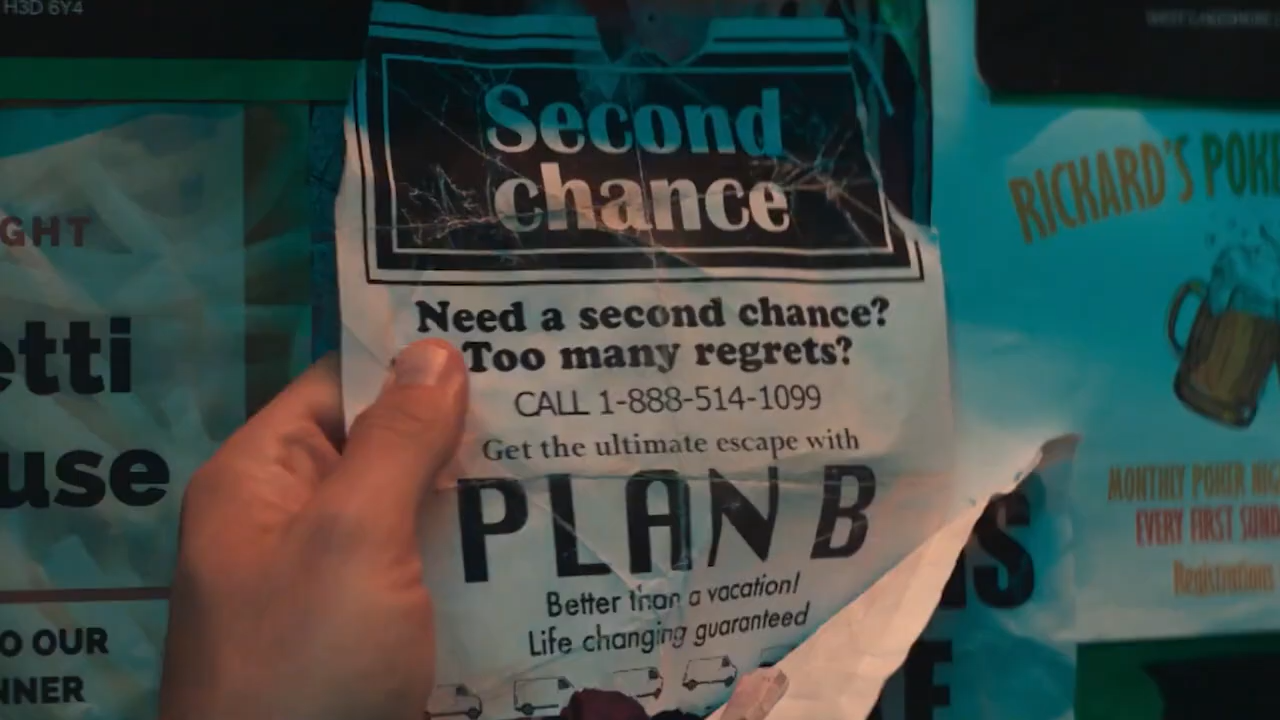 H3D 6Y4
GHT
etti
use
O OUR
NNER
Second
chance
Need a second chance?
Too many regrets?
CALL 1-888-514-1099
Get the ultimate escape with
PLAN B
Better than a vacation!
Life changing guaranteed
RICKARD'S POKE
MONTHLY POKER NIG
EVERY FIRST SUND
Registrations